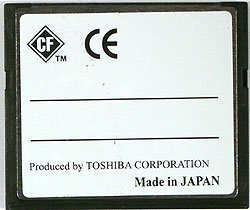 CF TM CE
Produced by TOSHIBA CORPORATION
Made in JAPAN